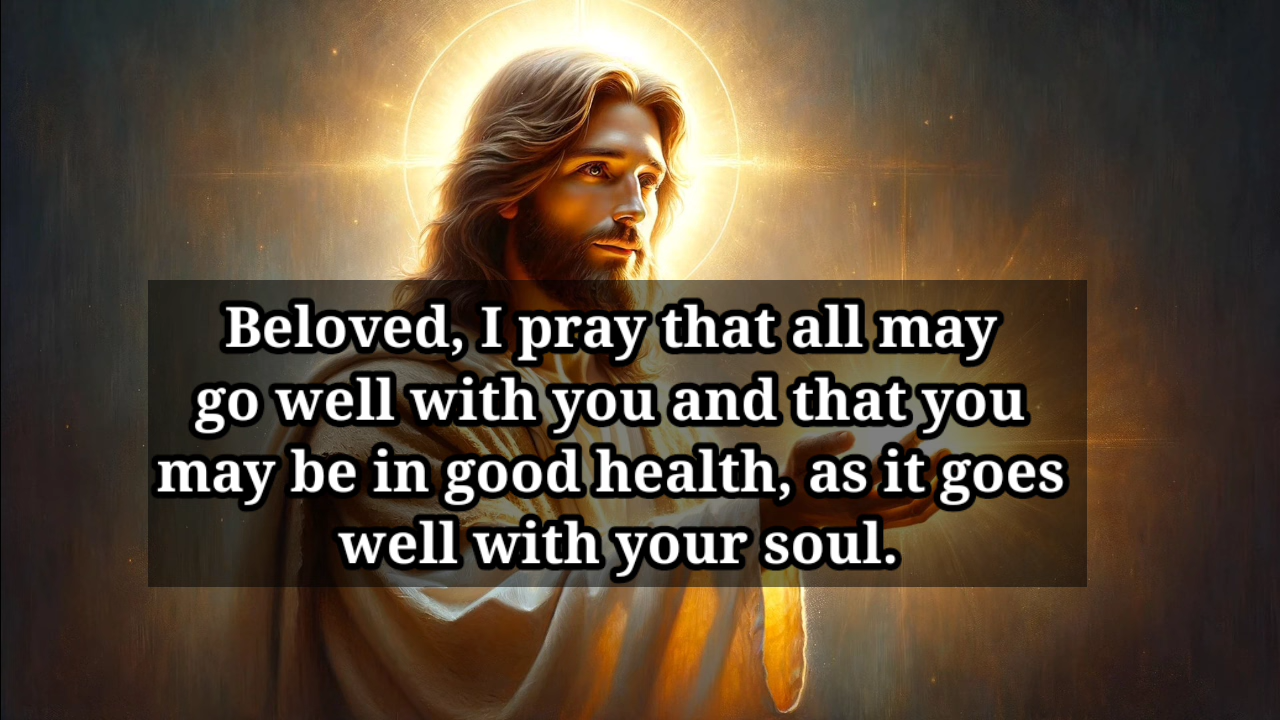 Beloved, I pray that all may
go well with you and that you
may be in good health, as it goes
well with your soul.